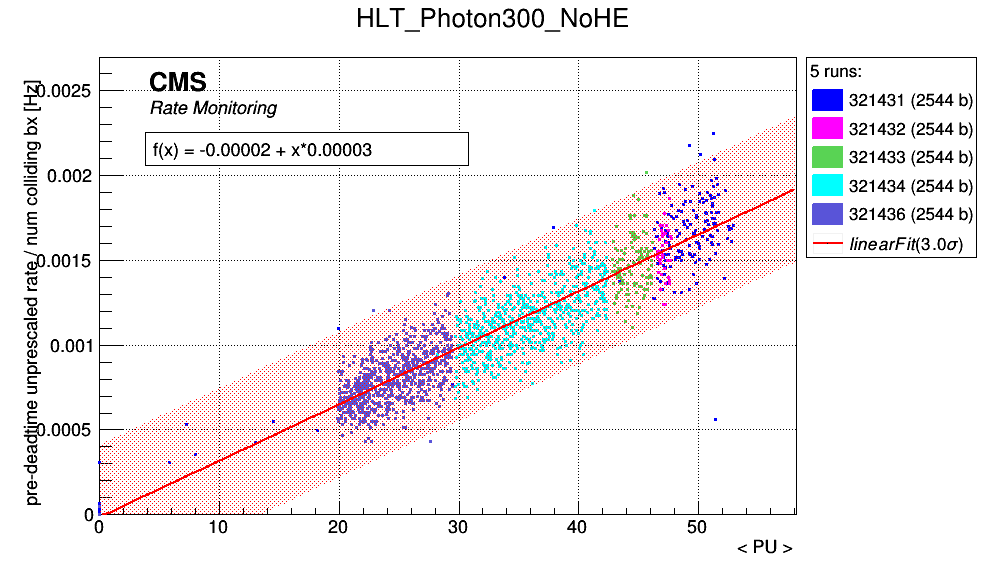 HLT_Photon300_NoHE
pre-deadtime unprescaled rate / num colliding bx [Hz]
0.0025
0.002
0.0015
0.001
0.0005
0
CMS
Rate Monitoring
f(x) = -0.00002 + x*0.00003
0 10 20 30 40 50
< PU >
5 runs:
321431 (2544 b)
321432 (2544 b)
321433 (2544 b)
321434 (2544 b)
321436 (2544 b)
linearFit(3.0σ)